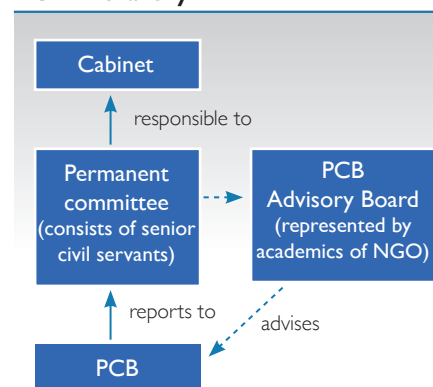 Cabinet
responsible to
Permanent
committee
(consists of senior
civil servants)
PCB
Advisory Board
(represented by
academics of NGO)
reports to
advises
PCB